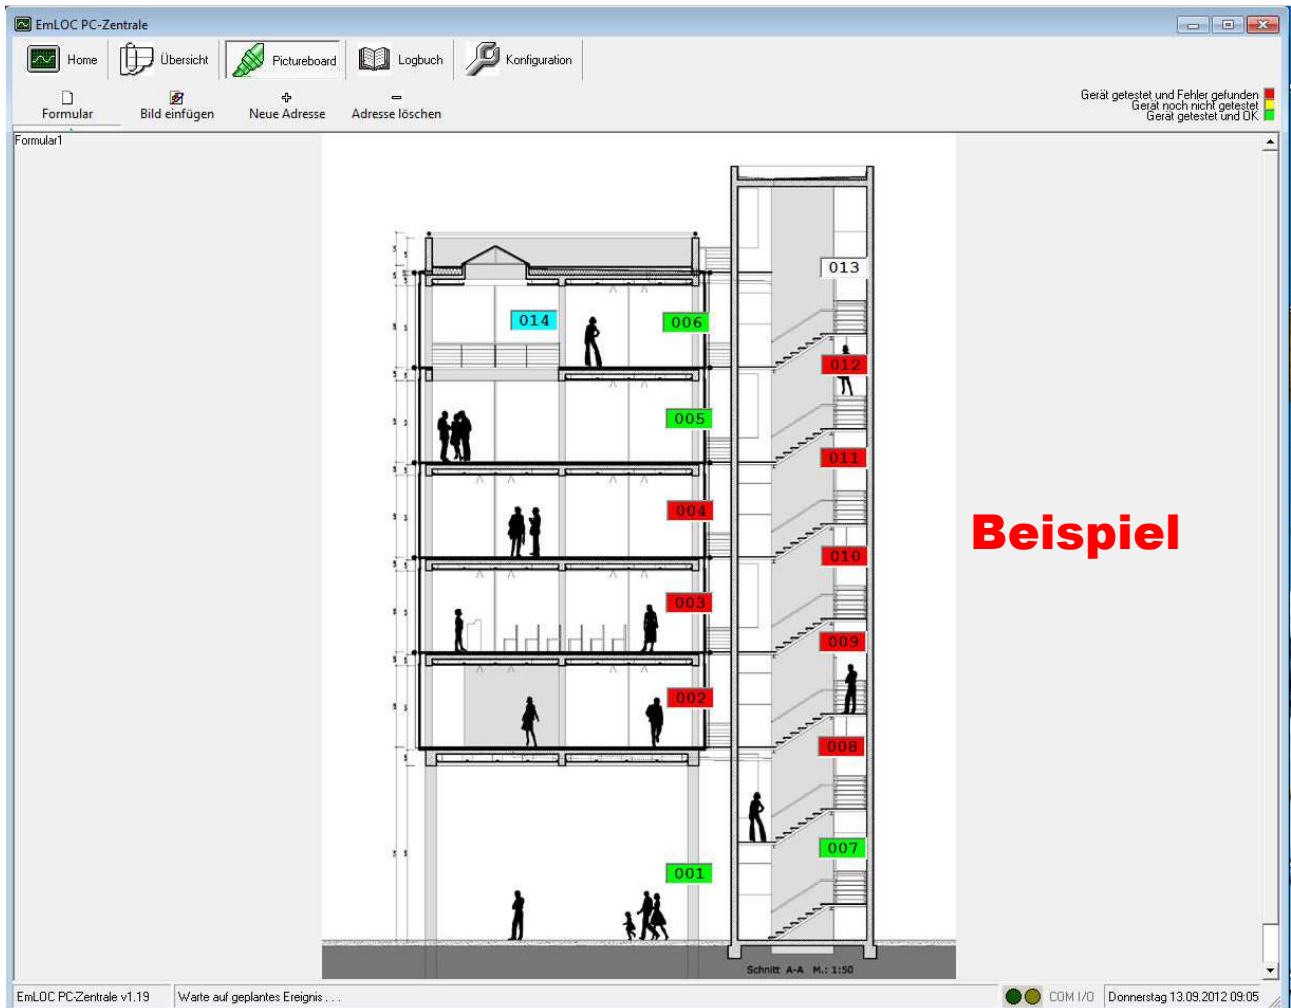 EmLOC PC-Zentrale
Home
Übersicht
Pictureboard
Logbuch
Konfiguration
Formular
Bild einfügen
Neue Adresse
Adresse löschen
Gerät getestet und Fehler gefunden
Gerät noch nicht getestet
Gerät getestet und OK
Formular1
013
014
006
012
005
011
004
Beispiel
010
003
009
002
008
007
001
Schnitt A-A M.: 1:50
EmLOC PC-Zentrale v1.19
Warte auf geplantes Ereignis . . .
COM I/O
Donnerstag 13.09.2012 09:05